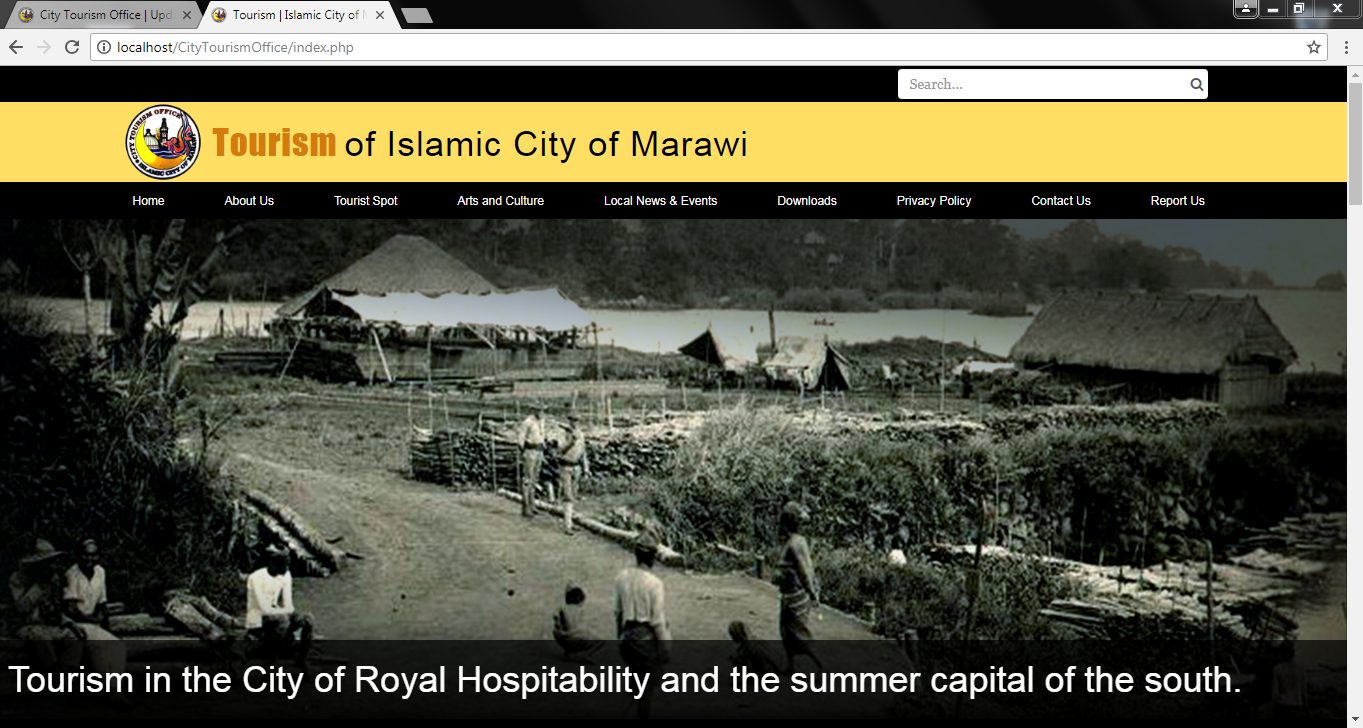 City Tourism Office | Upd
Tourism | Islamic City of
localhost/CityTourismOffice/index.php
Search...
CITY TOURISM OFFICE
ISLAMIC CITY OF MARAWI
Tourism of Islamic City of Marawi
Home About Us Tourist Spot Arts and Culture Local News & Events Downloads Privacy Policy Contact Us Report Us
Tourism in the City of Royal Hospitability and the summer capital of the south.